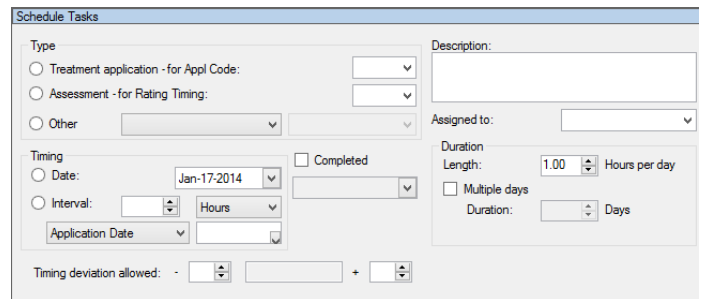 Schedule Tasks
Type
Treatment application - for Appl Code:
Assessment - for Rating Timing:
Other
Timing
Date:
Jan-17-2014
Interval:
Hours
Application Date
Completed
Timing deviation allowed: - +
Description:
Assigned to:
Duration
Length: 1.00 Hours per day
Multiple days
Duration: Days